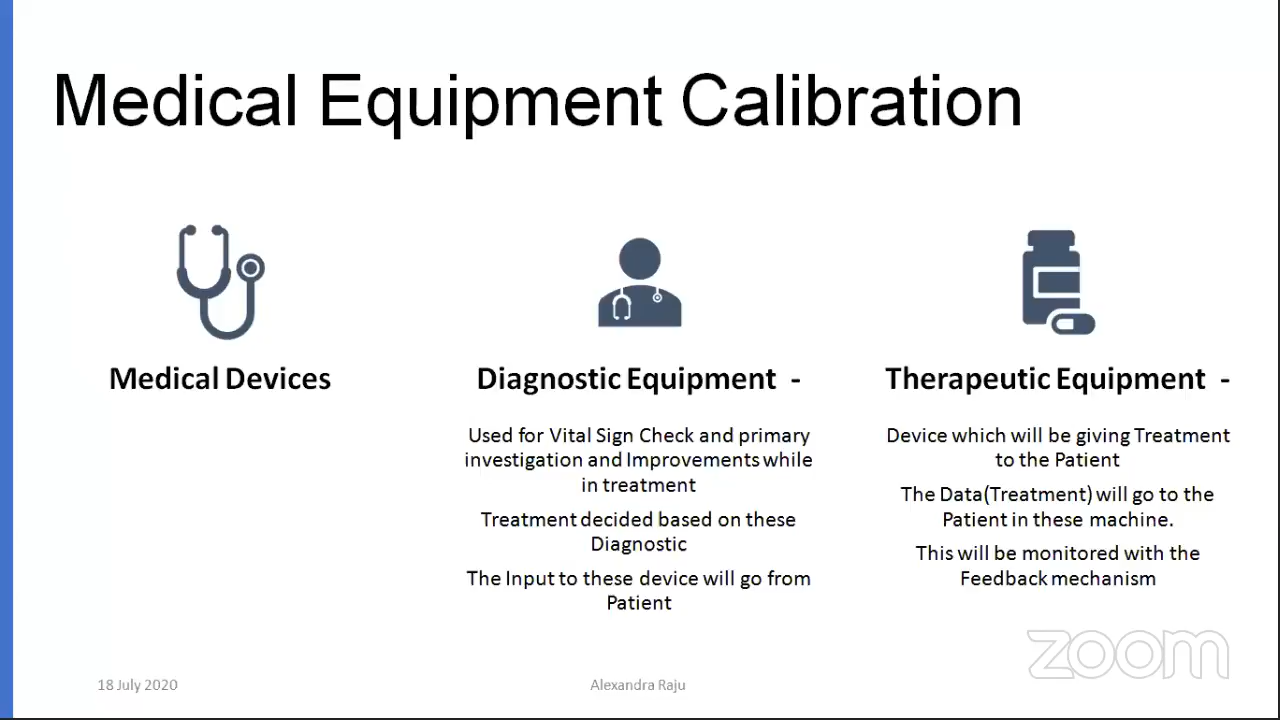 Medical Equipment Calibration
Medical Devices
Diagnostic Equipment -
Used for Vital Sign Check and primary
investigation and Improvements while
in treatment
Treatment decided based on these
Diagnostic
The Input to these device will go from
Patient
Therapeutic Equipment -
Device which will be giving Treatment
to the Patient
The Data(Treatment) will go to the
Patient in these machine.
This will be monitored with the
Feedback mechanism
zoom
18 July 2020
Alexandra Raju